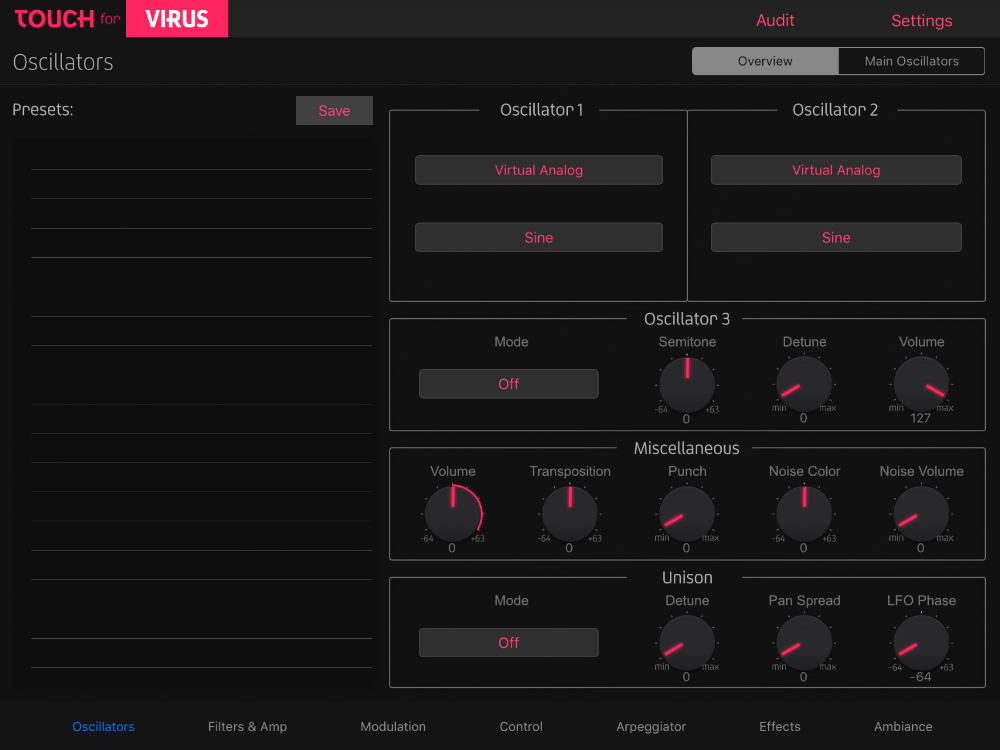 TOUCH for VIRUS Audit Settings
Oscillators Overview Main Oscillators
Presets: Save
Oscillator 1 Oscillator 2
Virtual Analog Virtual Analog
Sine Sine
Oscillator 3
Mode Semitone Detune Volume
Off
-64 +63 min max min max
0 0 127
Miscellaneous
Volume Transposition Punch Noise Color Noise Volume
-64 +63 -64 +63 min max -64 +63 min max
0 0 0 0 0
Unison
Mode Detune Pan Spread LFO Phase
Off
min max min max -64 +63
0 0 -64
Oscillators Filters & Amp Modulation Control Arpeggiator Effects Ambiance